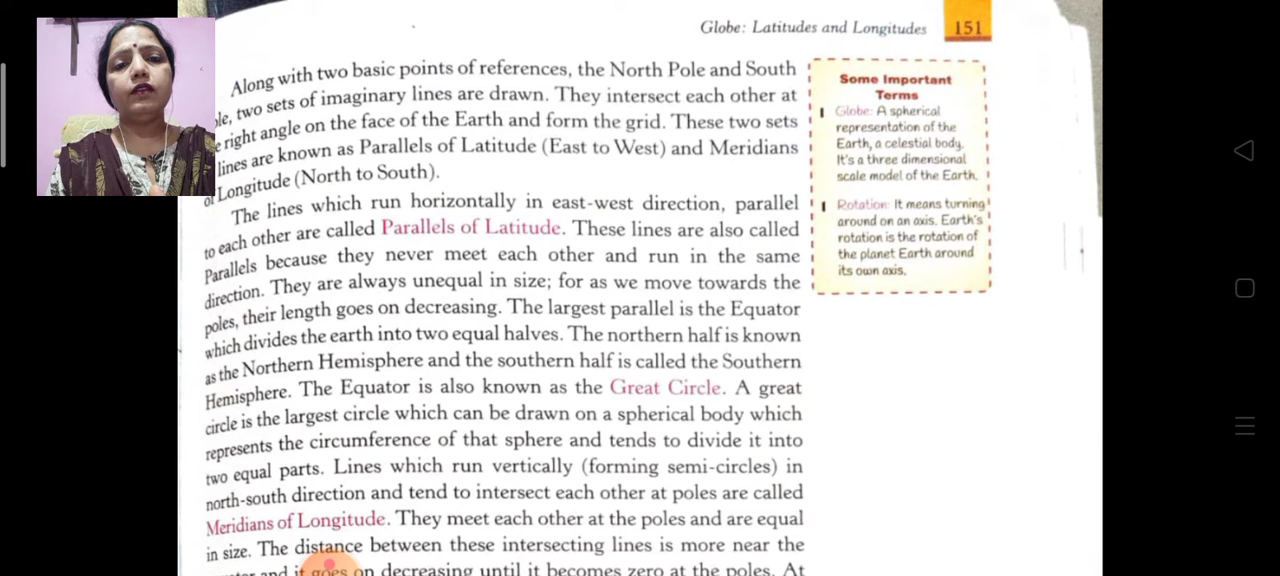 Globe: Latitudes and Longitudes 151
Along with two basic points of references, the North Pole and South
two sets of imaginary lines are drawn. They intersect each other at
right angle on the face of the Earth and form the grid. These two sets
lines are known as Parallels of Latitude (East to West) and Meridians
of Longitude (North to South).
The lines which run horizontally in east-west direction, parallel
to each other are called Parallels of Latitude. These lines are also called
Parallels because they never meet each other and run in the same
direction. They are always unequal in size; for as we move towards the
poles, their length goes on decreasing. The largest parallel is the Equator
which divides the earth into two equal halves. The northern half is known
as the Northern Hemisphere and the southern half is called the Southern
Hemisphere. The Equator is also known as the Great Circle. A great
circle is the largest circle which can be drawn on a spherical body which
represents the circumference of that sphere and tends to divide it into
two equal parts. Lines which run vertically (forming semi-circles) in
north-south direction and tend to intersect each other at poles are called
Meridians of Longitude. They meet each other at the poles and are equal
in size. The distance between these intersecting lines is more near the
and it goes on decreasing until it becomes zero at the poles. At
Some Important
Terms
Globe: A spherical
representation of the
Earth, a celestial body.
It's a three dimensional
scale model of the Earth.
Rotation: It means turning
around on an axis. Earth's
rotation is the rotation of
the planet Earth around
its own axis.